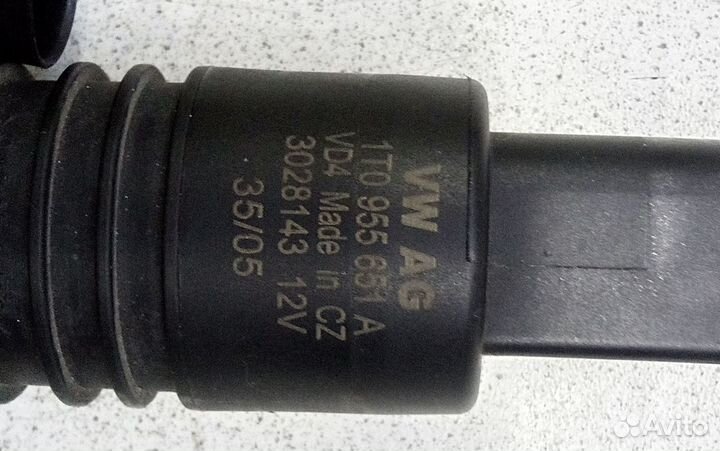 VW AG
1T0 955 651 A
VD4 Made in CZ
3028143 12V
35/05
Avito